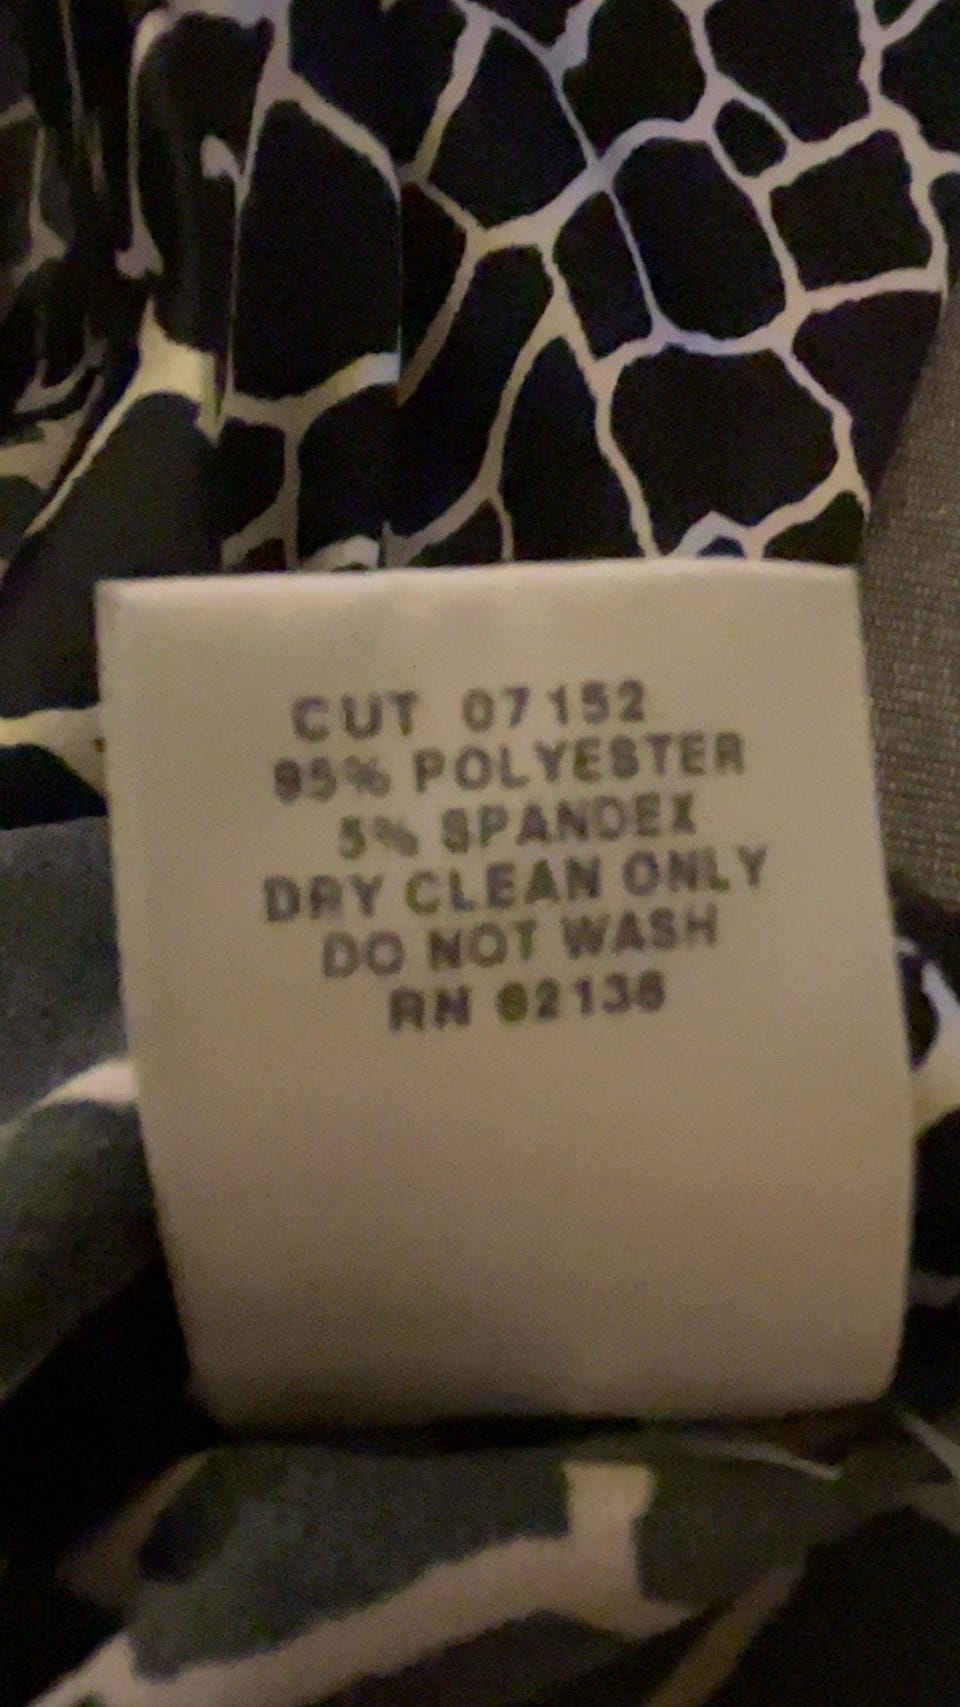 CUT 07152
95% POLYESTER
5% SPANDEX
DRY CLEAN ONLY
DO NOT WASH
RN 62136